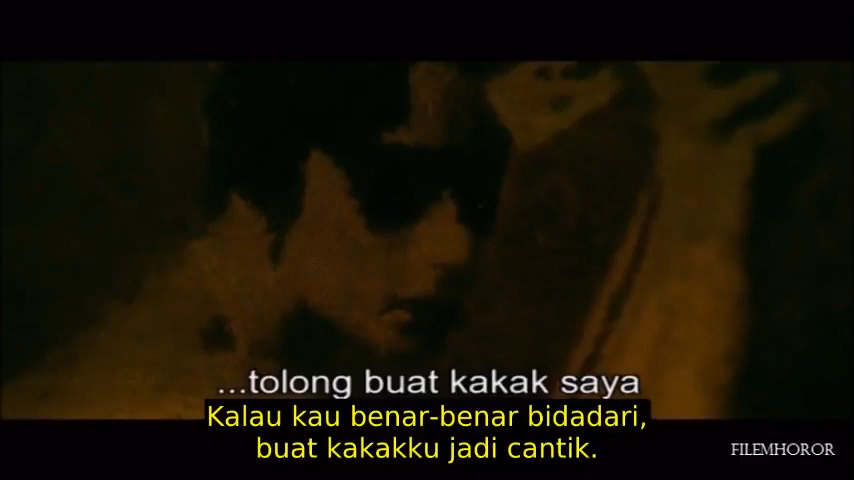 ...tolong buat kakak saya
Kalau kau benar-benar bidadari,
buat kakakku jadi cantik.
FILEMHOROR